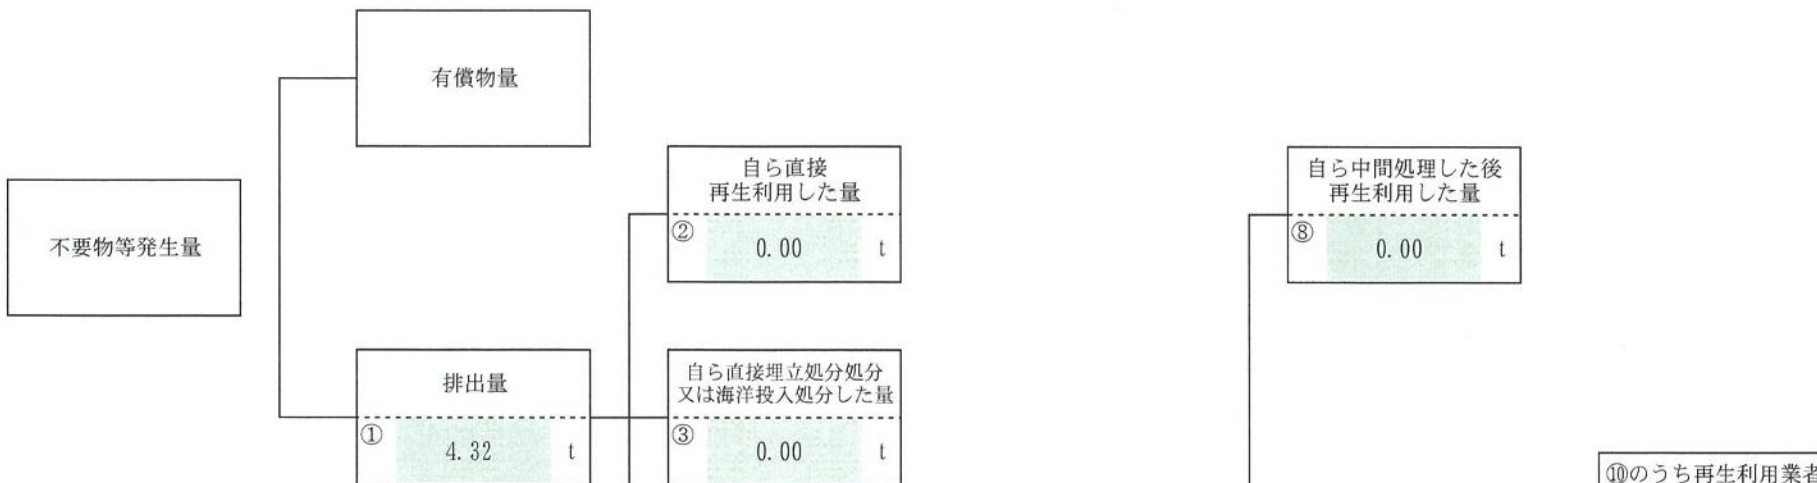 有償物量
不要物等発生量
自ら直接
再生利用した量
② 0.00 t
自ら中間処理した後
再生利用した量
⑧ 0.00 t
排出量
① 4.32 t
自ら直接埋立処分処分
又は海洋投入処分した量
③ 0.00 t
⑩のうち再生利用業者